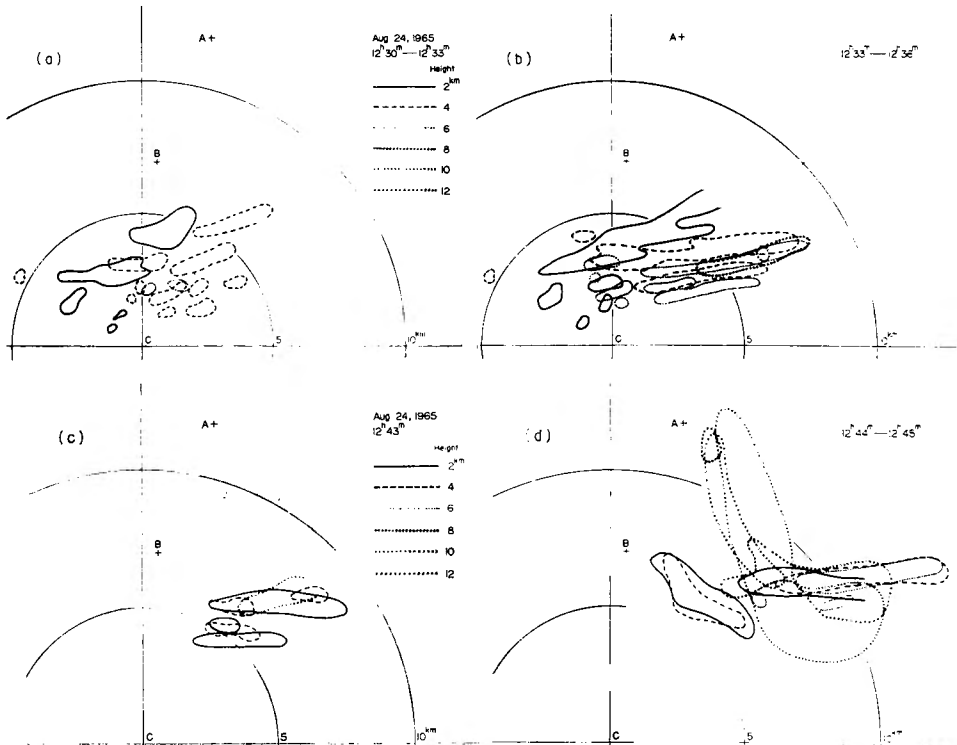 (a)
A+
Aug 24, 1965
12ʰ30ᵐ—12ʰ33ᵐ
Height
2ᵏᵐ
4
6
8
10
12
B
+
C
5
10ᵏᵐ
(b)
A+
12ʰ33ᵐ—12ʰ36ᵐ
B
+
C
5
10ᵏᵐ
(c)
A+
Aug 24, 1965
12ʰ43ᵐ
Height
2ᵏᵐ
4
6
8
10
12
B
+
C
5
10ᵏᵐ
(d)
A+
12ʰ44ᵐ—12ʰ45ᵐ
B
+
C
5